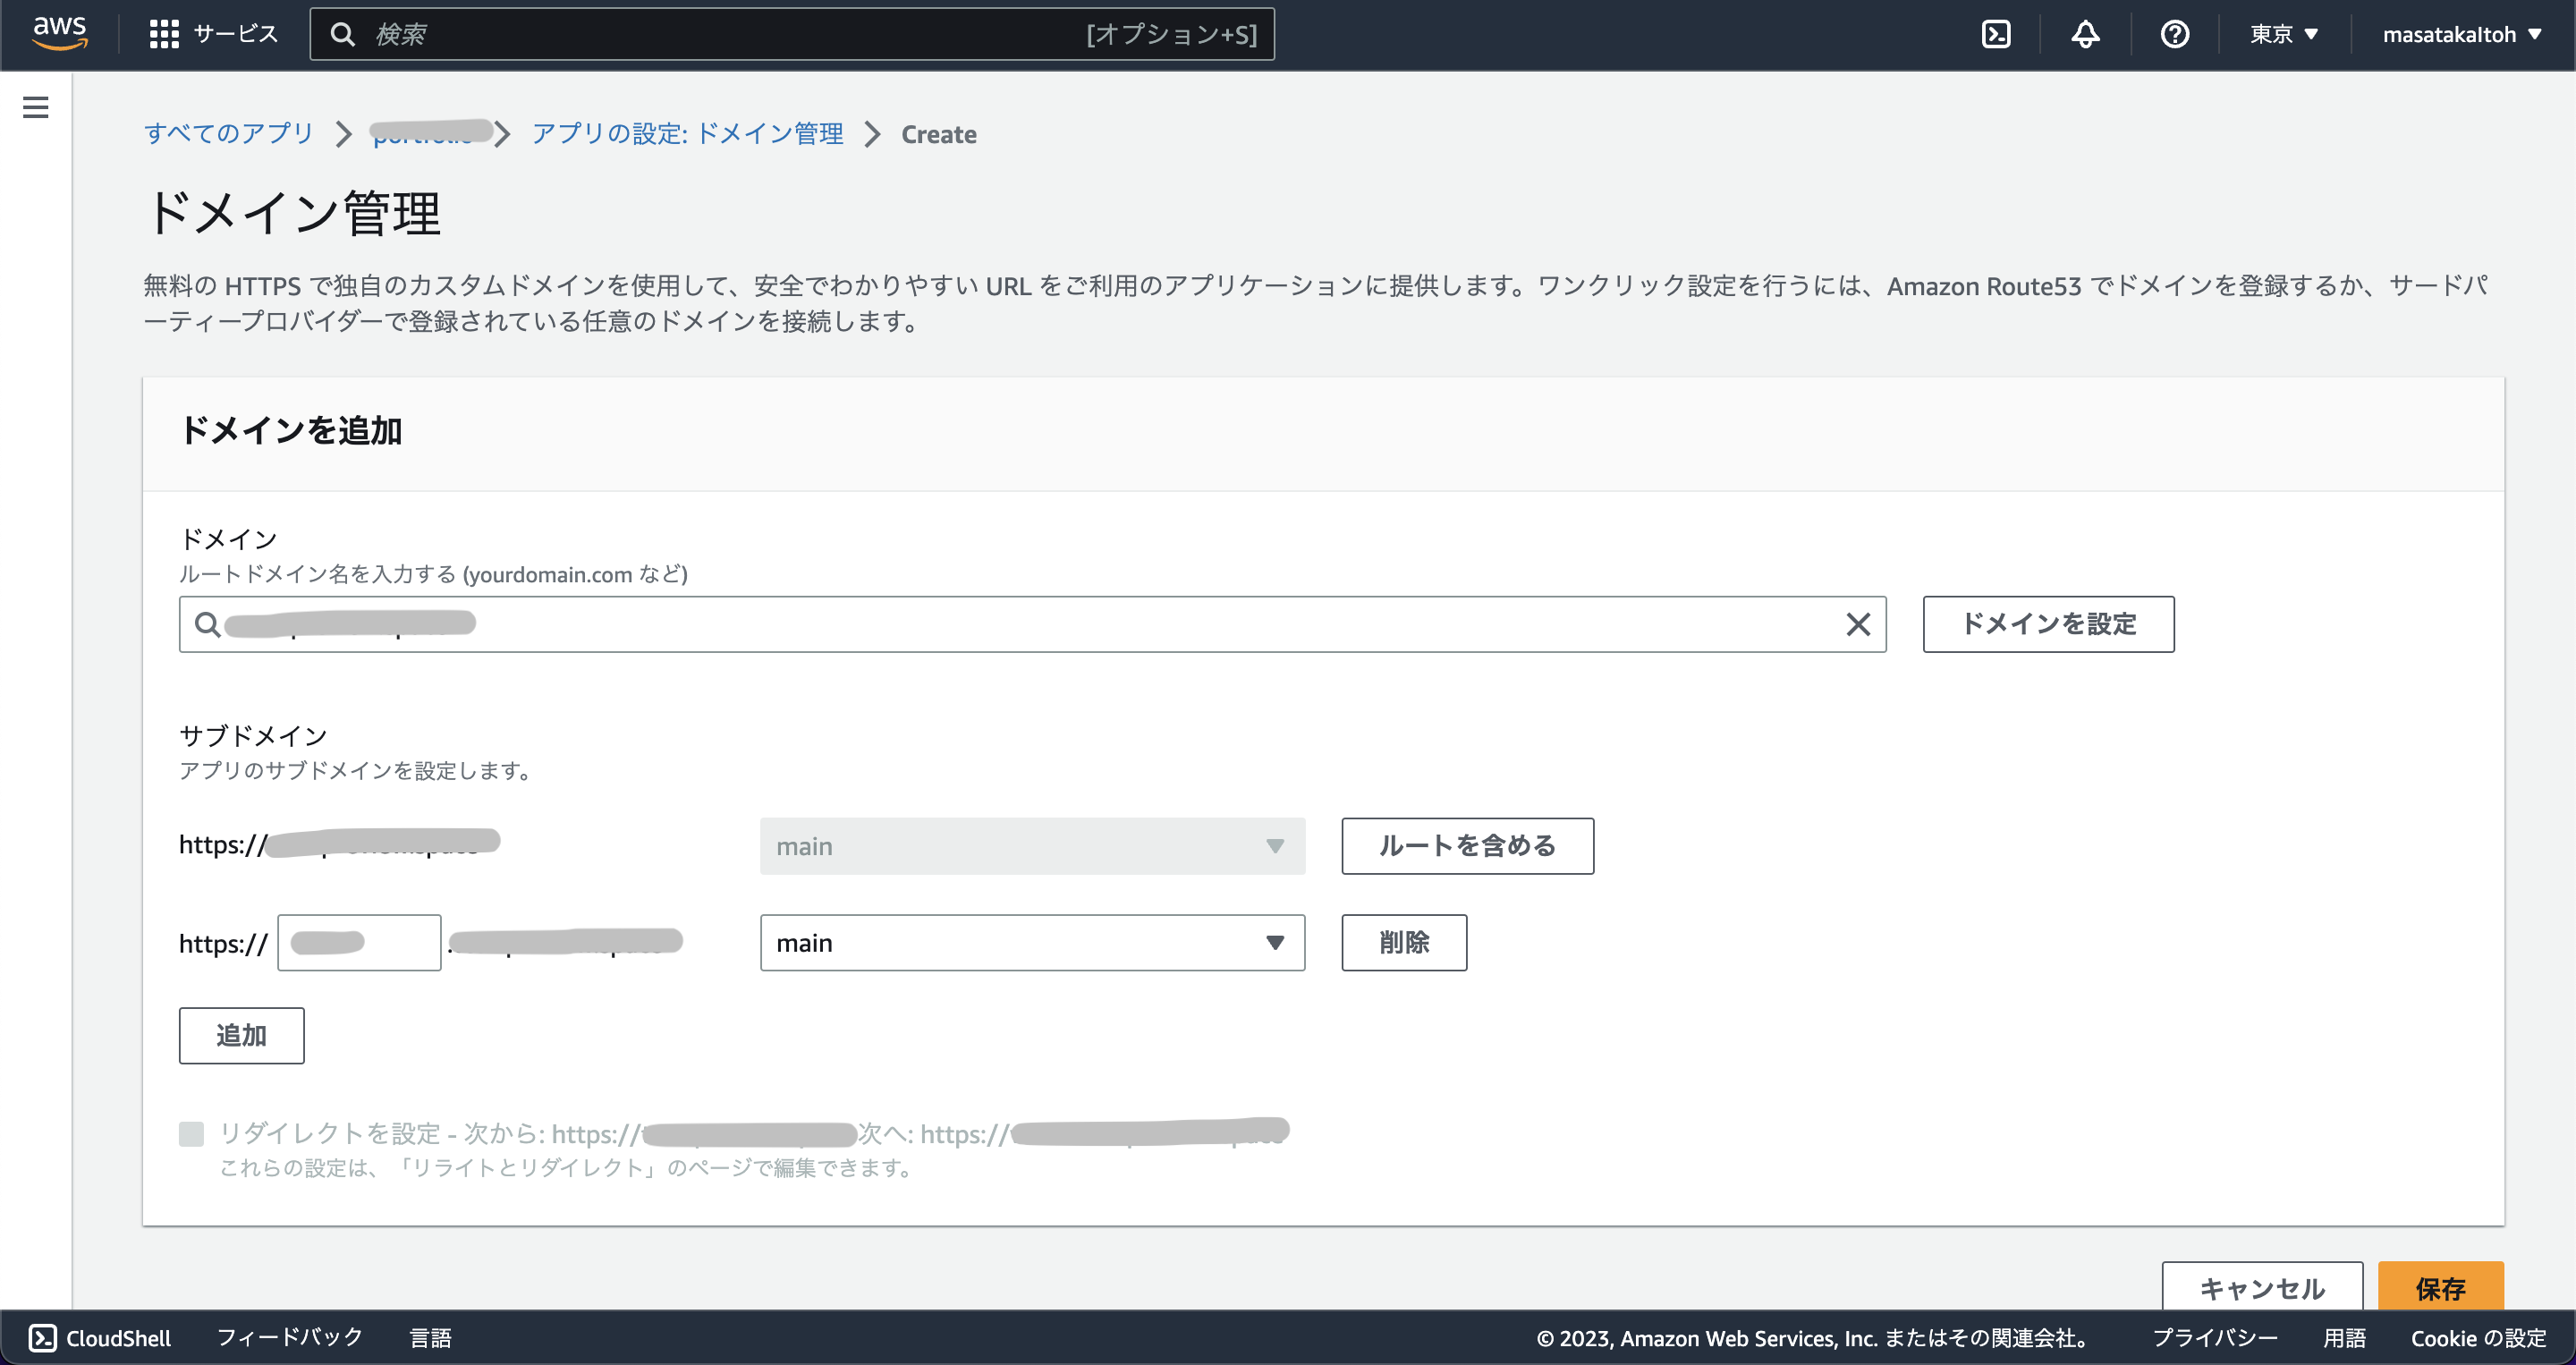 aws サービス 検索 [オプション+S] 東京 masatakaItoh
すべてのアプリ アプリの設定: ドメイン管理 Create
ドメイン管理
無料の HTTPS で独自のカスタムドメインを使用して、安全でわかりやすい URL をご利用のアプリケーションに提供します。ワンクリック設定を行うには、Amazon Route53 でドメインを登録するか、サードパ
ーティープロバイダーで登録されている任意のドメインを接続します。
ドメインを追加
ドメイン
ルートドメイン名を入力する (yourdomain.com など)
ドメインを設定
サブドメイン
アプリのサブドメインを設定します。
https:// main ルートを含める
https:// . main 削除
追加
リダイレクトを設定 - 次から: https:// 次へ: https://
これらの設定は、「リライトとリダイレクト」のページで編集できます。
キャンセル 保存
CloudShell フィードバック 言語 © 2023, Amazon Web Services, Inc. またはその関連会社。 プライバシー 用語 Cookie の設定